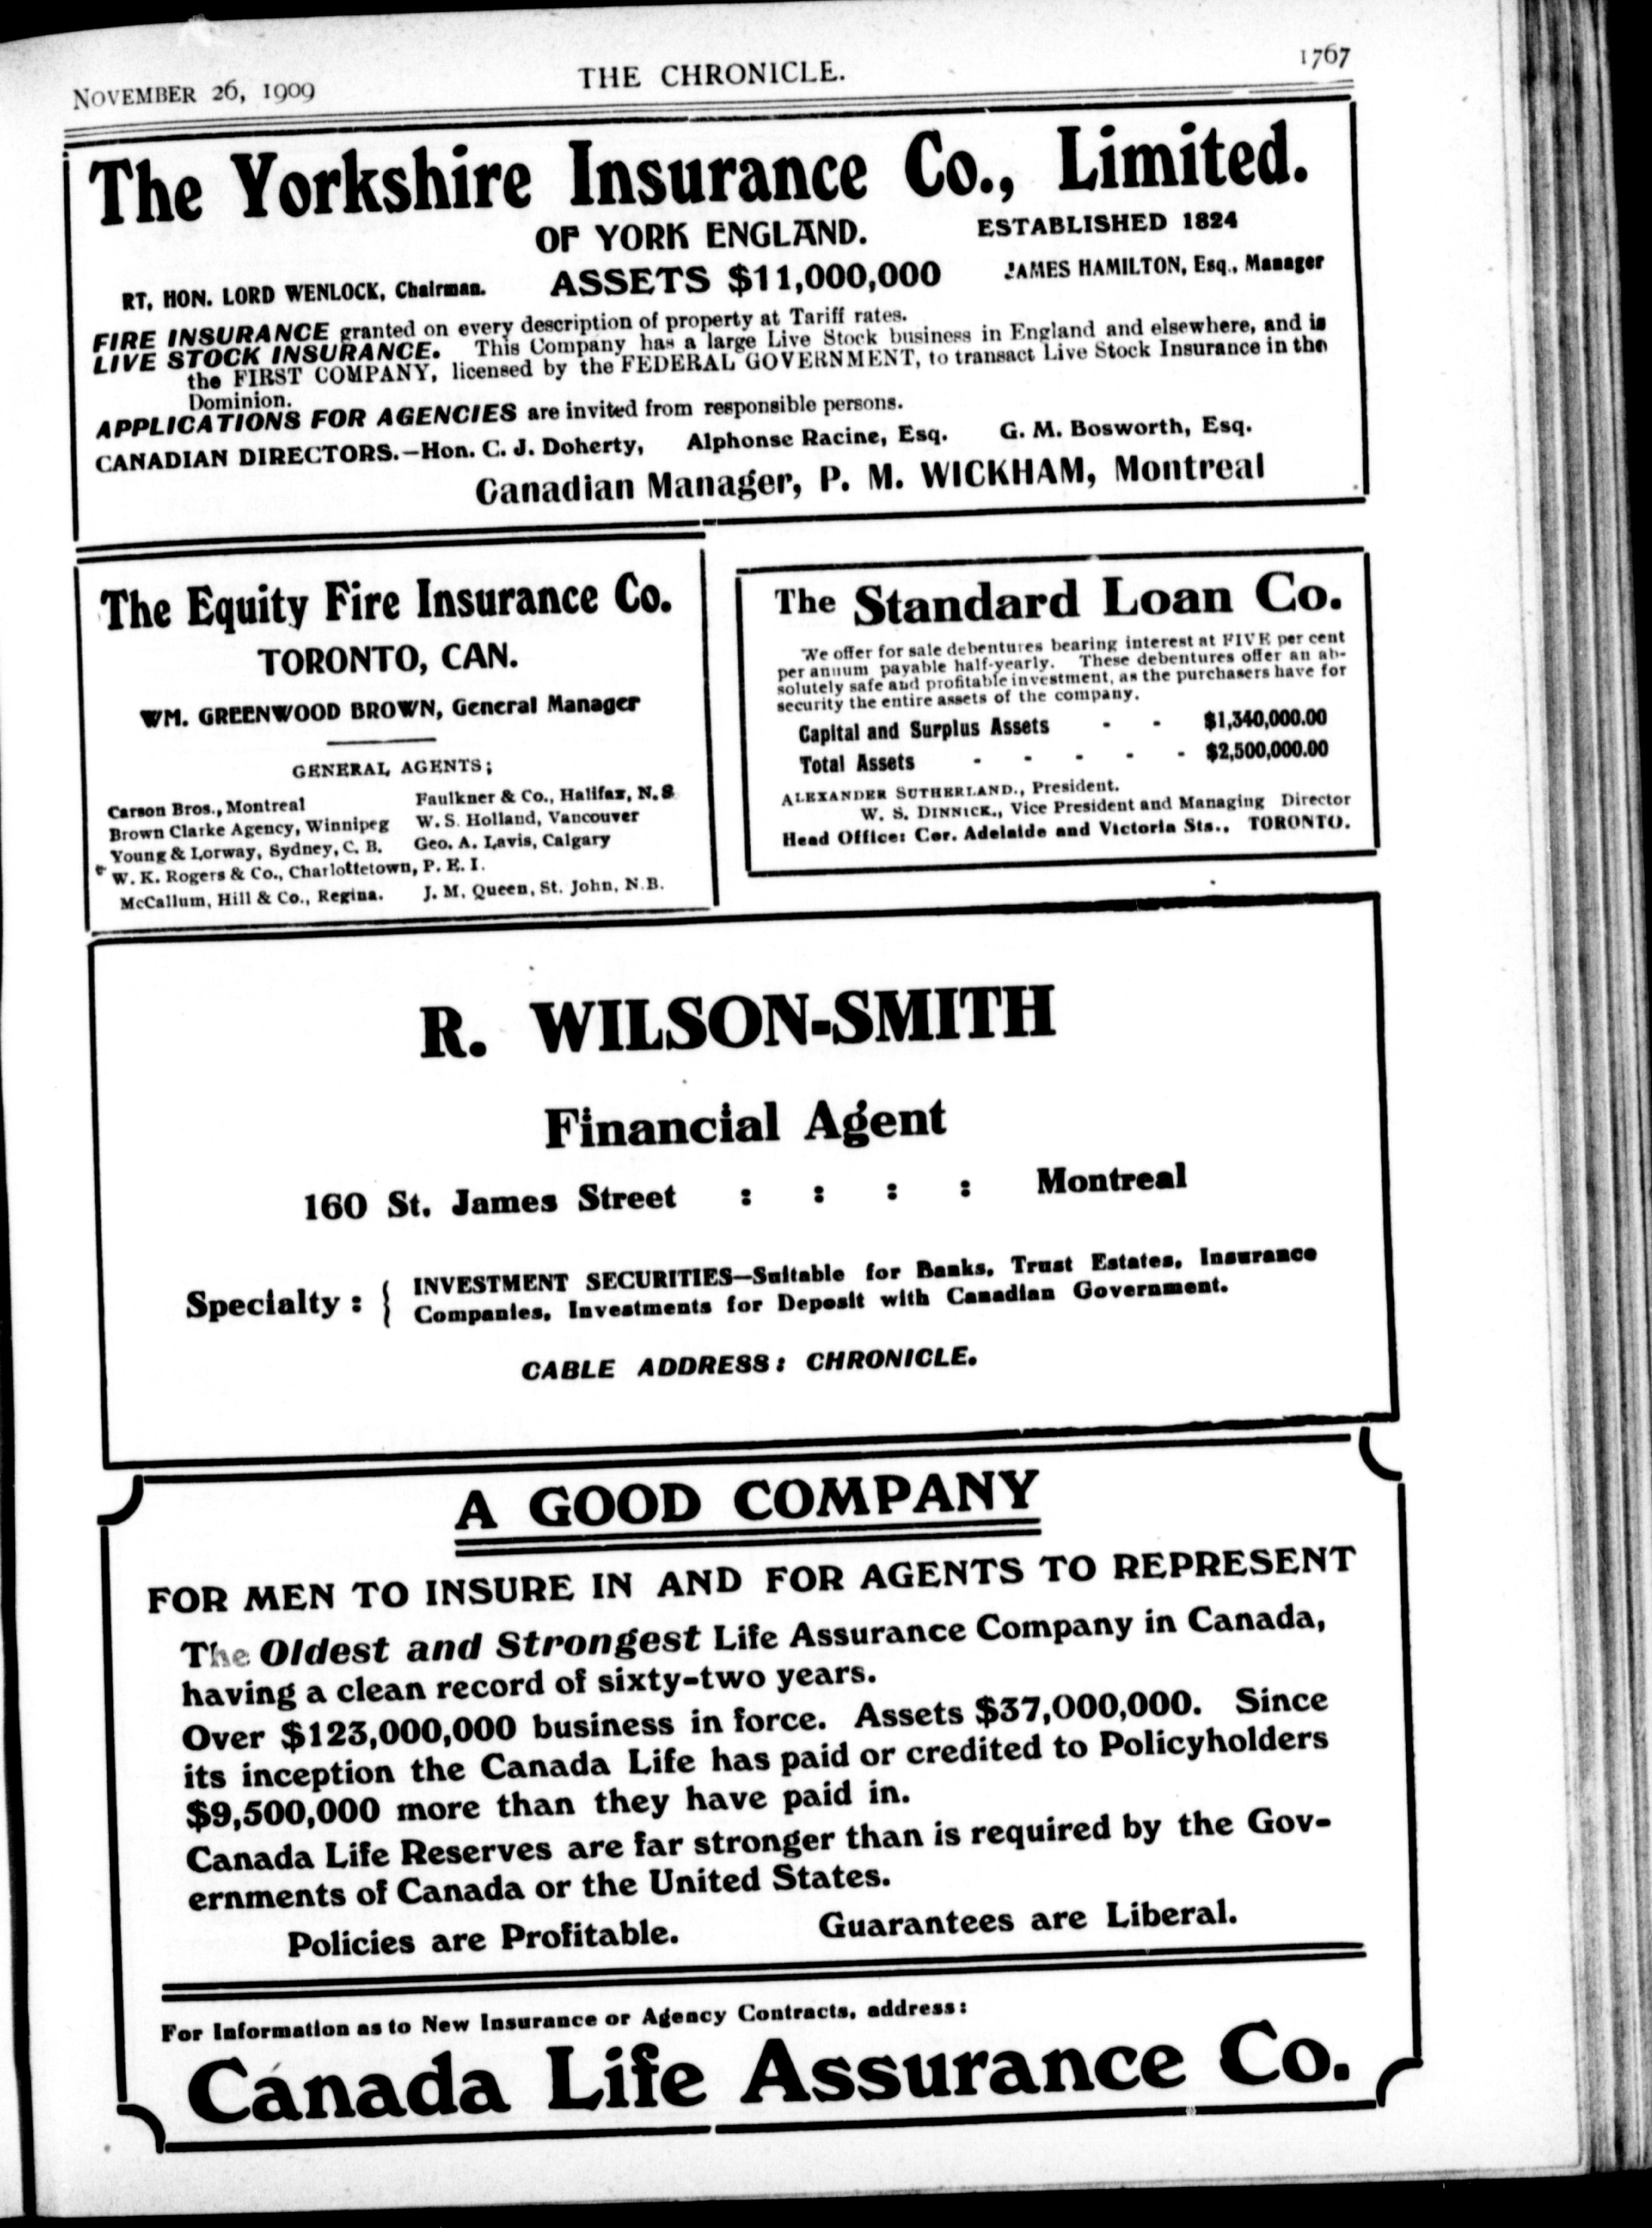 NOVEMBER 26, 1909 THE CHRONICLE. 1767
The Yorkshire Insurance Co., Limited.
OF YORK ENGLAND. ESTABLISHED 1824
RT, HON. LORD WENLOCK, Chairman. ASSETS $11,000,000 JAMES HAMILTON, Esq., Manager
FIRE INSURANCE granted on every description of property at Tariff rates.
LIVE STOCK INSURANCE. This Company has a large Live Stock business in England and elsewhere, and is
the FIRST COMPANY, licensed by the FEDERAL GOVERNMENT, to transact Live Stock Insurance in the
Dominion.
APPLICATIONS FOR AGENCIES are invited from responsible persons.
CANADIAN DIRECTORS.—Hon. C. J. Doherty, Alphonse Racine, Esq. G. M. Bosworth, Esq.
Canadian Manager, P. M. WICKHAM, Montreal
The Equity Fire Insurance Co.
TORONTO, CAN.
WM. GREENWOOD BROWN, General Manager
GENERAL AGENTS;
Carson Bros., Montreal Faulkner & Co., Halifax, N.S
Brown Clarke Agency, Winnipeg W. S. Holland, Vancouver
Young & Lorway, Sydney, C. B. Geo. A. Lavis, Calgary
W. K. Rogers & Co., Charlottetown, P. E. I.
McCallum, Hill & Co., Regina. J. M. Queen, St. John, N.B.
The Standard Loan Co.
We offer for sale debentures bearing interest at FIVE per cent
per annum payable half-yearly. These debentures offer an ab-
solutely safe and profitable investment, as the purchasers have for
security the entire assets of the company.
Capital and Surplus Assets - - $1,340,000.00
Total Assets - - - - - $2,500,000.00
ALEXANDER SUTHERLAND., President.
W. S. DINNICK., Vice President and Managing Director
Head Office: Cor. Adelaide and Victoria Sts., TORONTO.
R. WILSON-SMITH
Financial Agent
160 St. James Street : : : : Montreal
Specialty : { INVESTMENT SECURITIES—Suitable for Banks, Trust Estates, Insurance
Companies, Investments for Deposit with Canadian Government.
CABLE ADDRESS: CHRONICLE.
A GOOD COMPANY
FOR MEN TO INSURE IN AND FOR AGENTS TO REPRESENT
The Oldest and Strongest Life Assurance Company in Canada,
having a clean record of sixty-two years.
Over $123,000,000 business in force. Assets $37,000,000. Since
its inception the Canada Life has paid or credited to Policyholders
$9,500,000 more than they have paid in.
Canada Life Reserves are far stronger than is required by the Gov-
ernments of Canada or the United States.
Policies are Profitable. Guarantees are Liberal.
For Information as to New Insurance or Agency Contracts, address:
Canada Life Assurance Co.